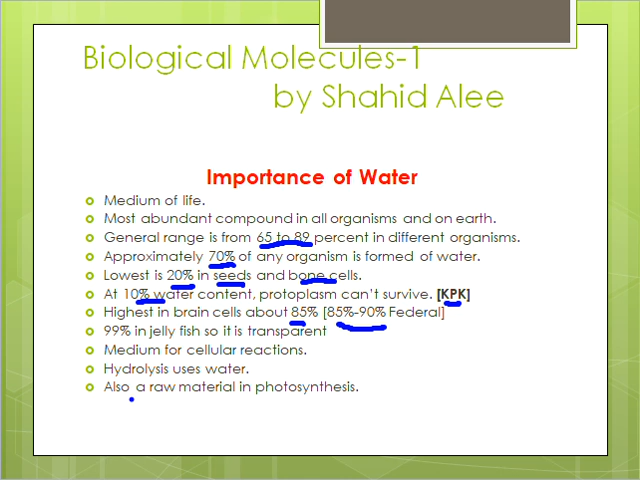 Biological Molecules-1
by Shahid Alee
Importance of Water
Medium of life.
Most abundant compound in all organisms and on earth.
General range is from 65 to 89 percent in different organisms.
Approximately 70% of any organism is formed of water.
Lowest is 20% in seeds and bone cells.
At 10% water content, protoplasm can't survive. [KPK]
Highest in brain cells about 85% [85%-90% Federal]
99% in jelly fish so it is transparent
Medium for cellular reactions.
Hydrolysis uses water.
Also a raw material in photosynthesis.